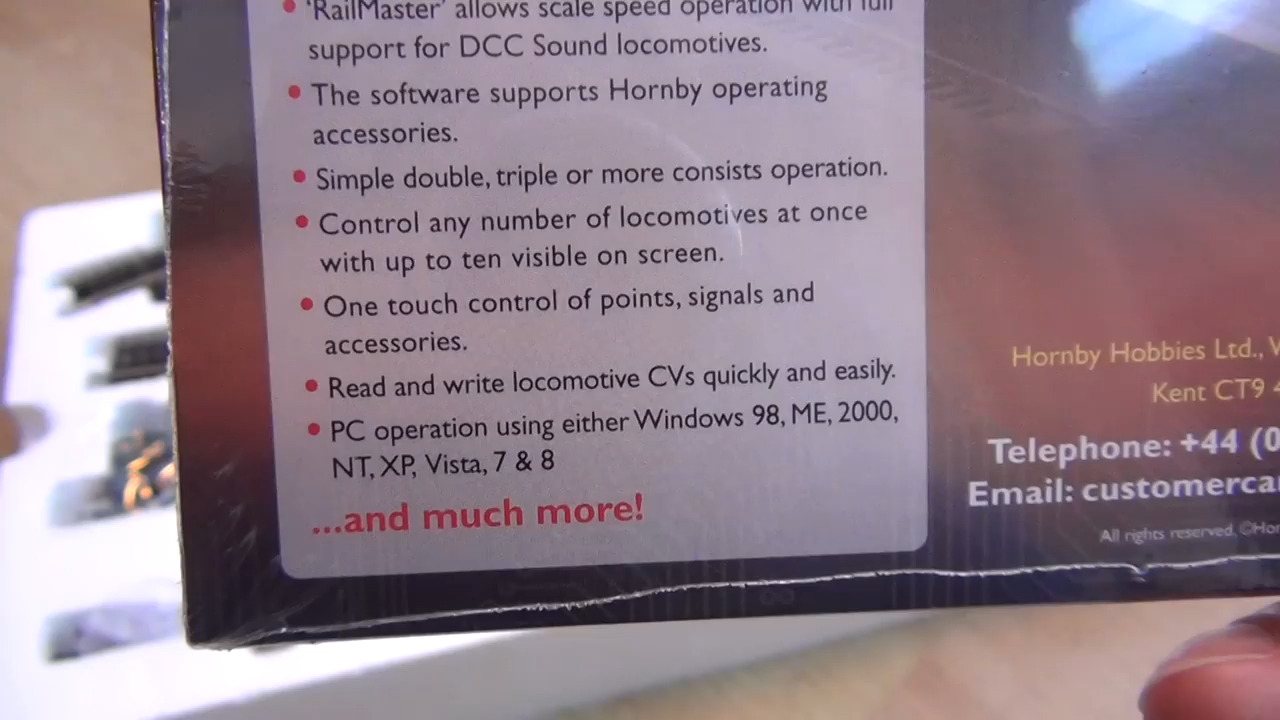 • 'RailMaster' allows scale speed operation with full
support for DCC Sound locomotives.
• The software supports Hornby operating
accessories.
• Simple double, triple or more consists operation.
• Control any number of locomotives at once
with up to ten visible on screen.
• One touch control of points, signals and
accessories.
• Read and write locomotive CVs quickly and easily.
• PC operation using either Windows 98, ME, 2000,
NT, XP, Vista, 7 & 8
...and much more!
Hornby Hobbies Ltd.,
Kent CT9
Telephone: +44 (0
Email: customerca
All rights reserved. ©Hor